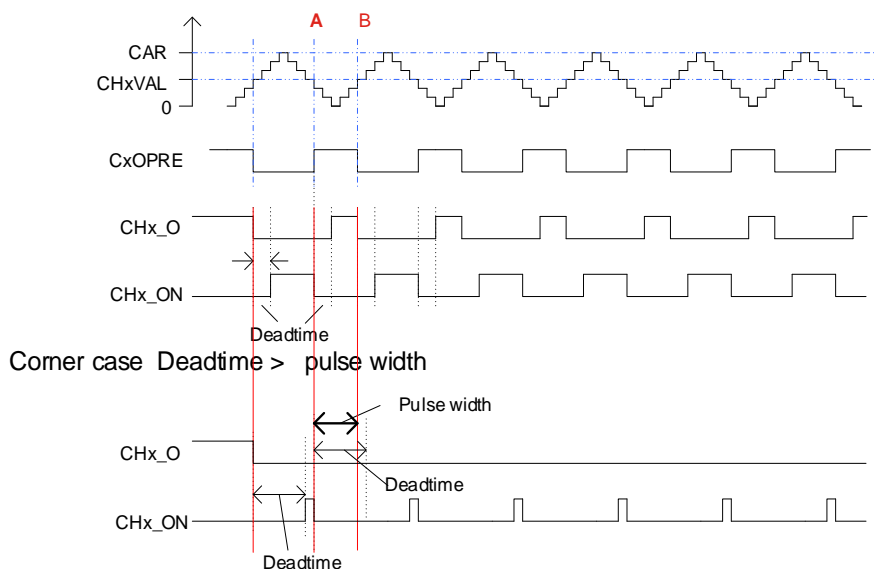 A B
CAR
CHxVAL
0
CxOPRE
CHx_O
CHx_ON
Deadtime
Corner case Deadtime > pulse width
Pulse width
CHx_O
Deadtime
CHx_ON
Deadtime